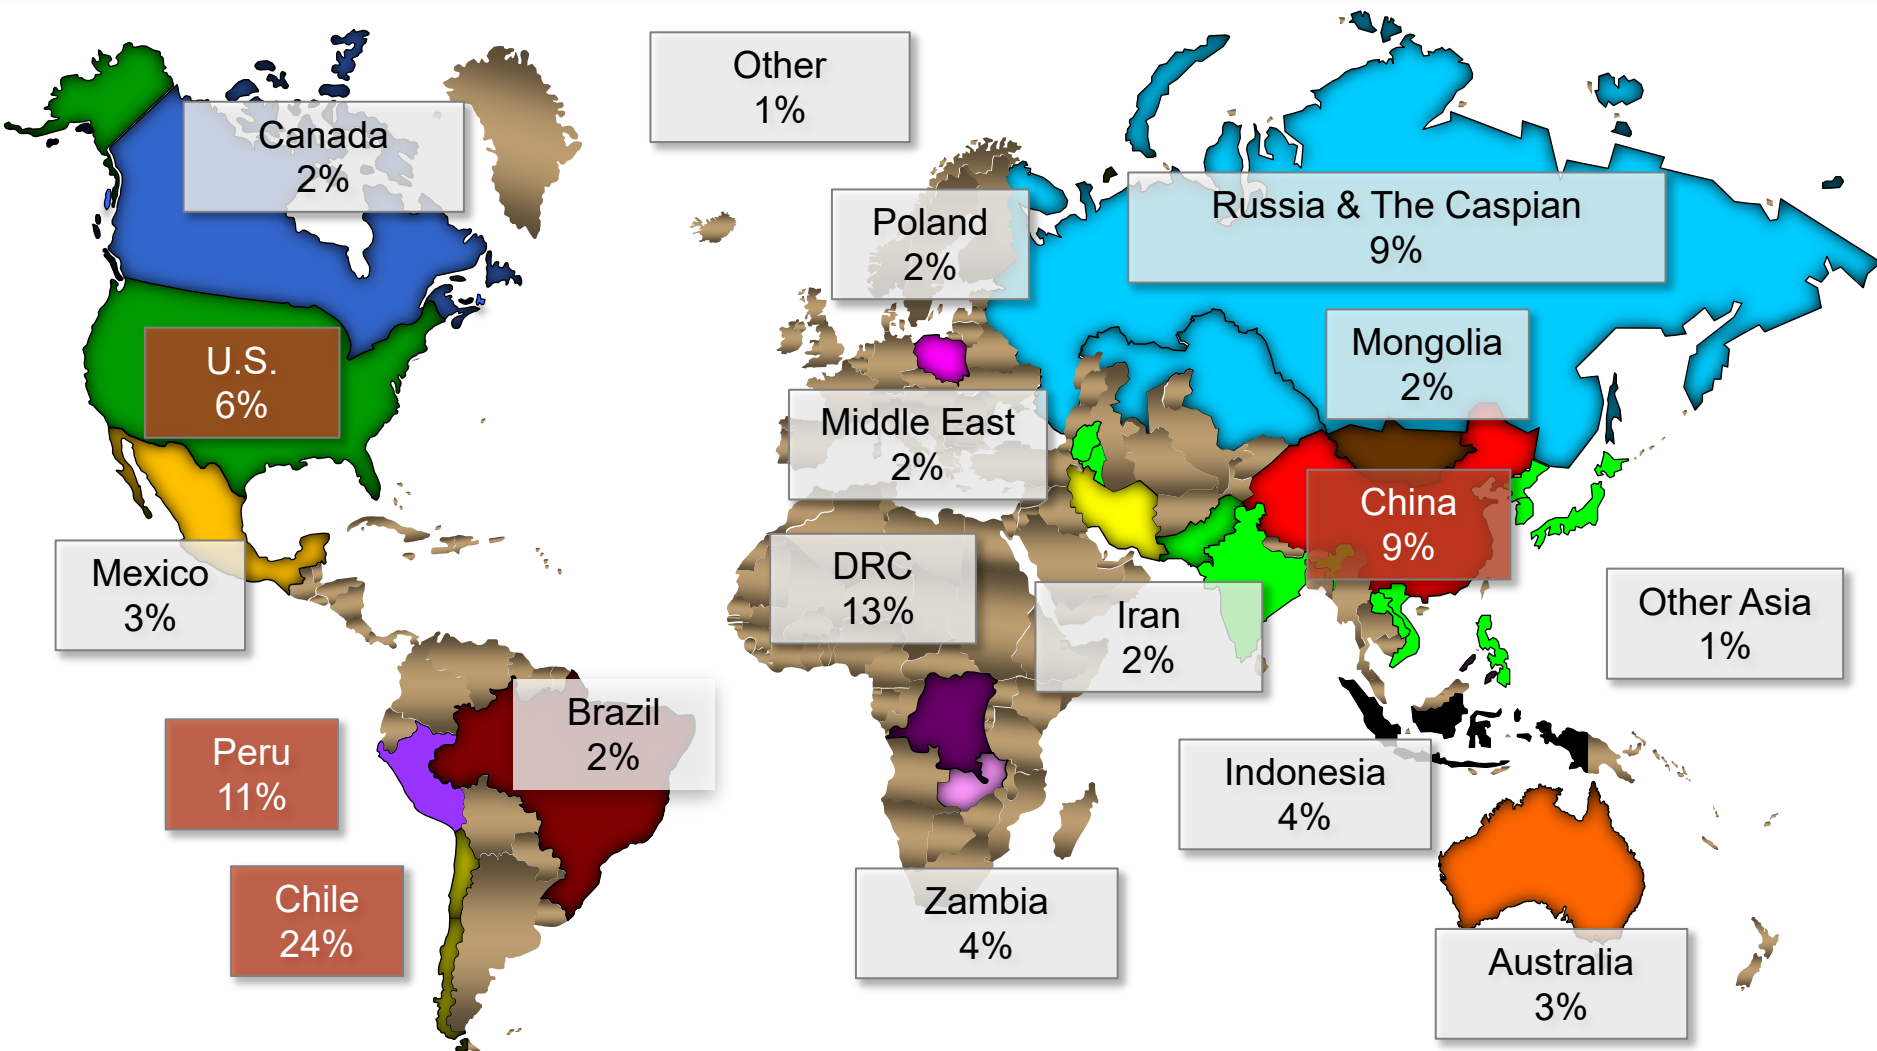 Other
1%
Canada
2%
Russia & The Caspian
9%
Poland
2%
Mongolia
2%
U.S.
6%
Middle East
2%
China
9%
Mexico
3%
DRC
13%
Iran
2%
Other Asia
1%
Brazil
2%
Peru
11%
Indonesia
4%
Chile
24%
Zambia
4%
Australia
3%